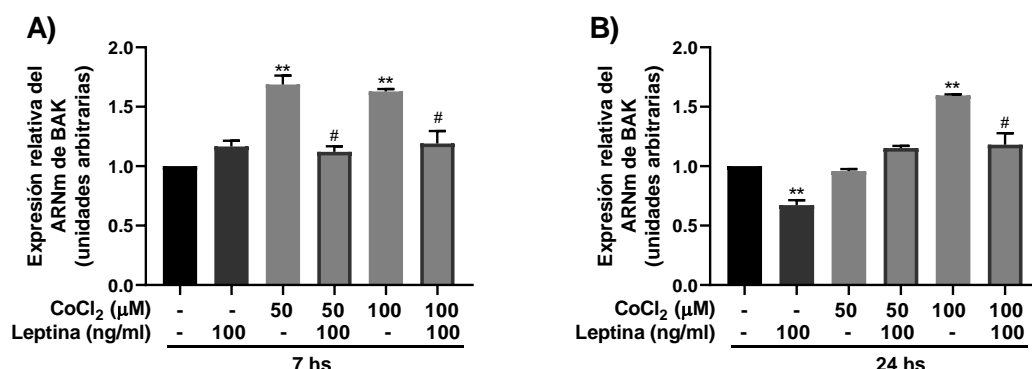 A)
Expresión relativa del
ARNm de BAK
(unidades arbitrarias)
2.0
1.5
1.0
0.5
0.0
**
**
#
#
CoCl2 (μM) - - 50 50 100 100
Leptina (ng/ml) - 100 - 100 - 100
7 hs
B)
Expresión relativa del
ARNm de BAK
(unidades arbitrarias)
2.0
1.5
1.0
0.5
0.0
**
**
#
CoCl2 (μM) - - 50 50 100 100
Leptina (ng/ml) - 100 - 100 - 100
24 hs